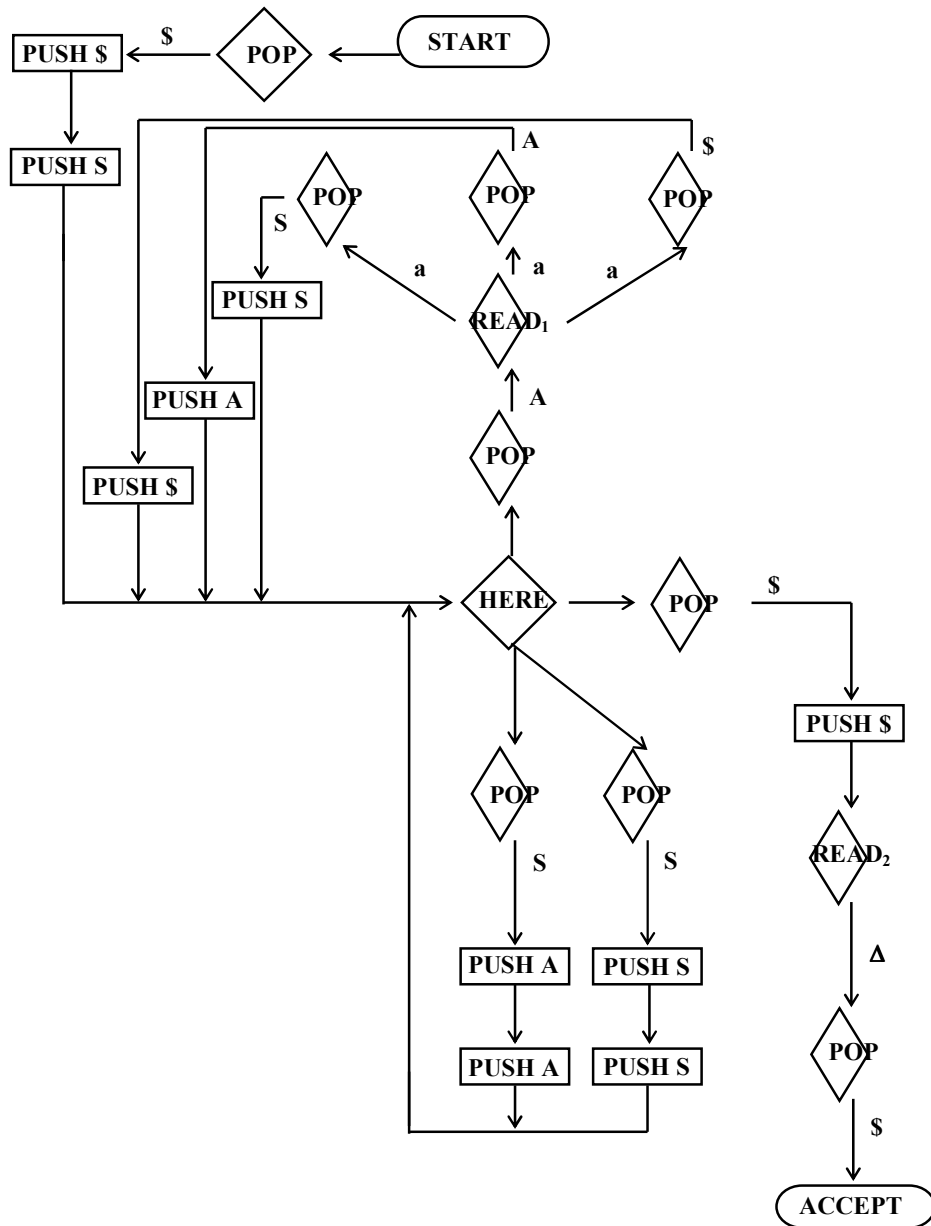 START
POP
$
PUSH $
PUSH S
A
$
POP
POP
POP
S
a
a
a
PUSH S
READ₁
PUSH A
A
POP
PUSH $
HERE
POP
$
PUSH $
POP
POP
READ₂
S
S
PUSH A
PUSH S
Δ
POP
PUSH A
PUSH S
$
ACCEPT